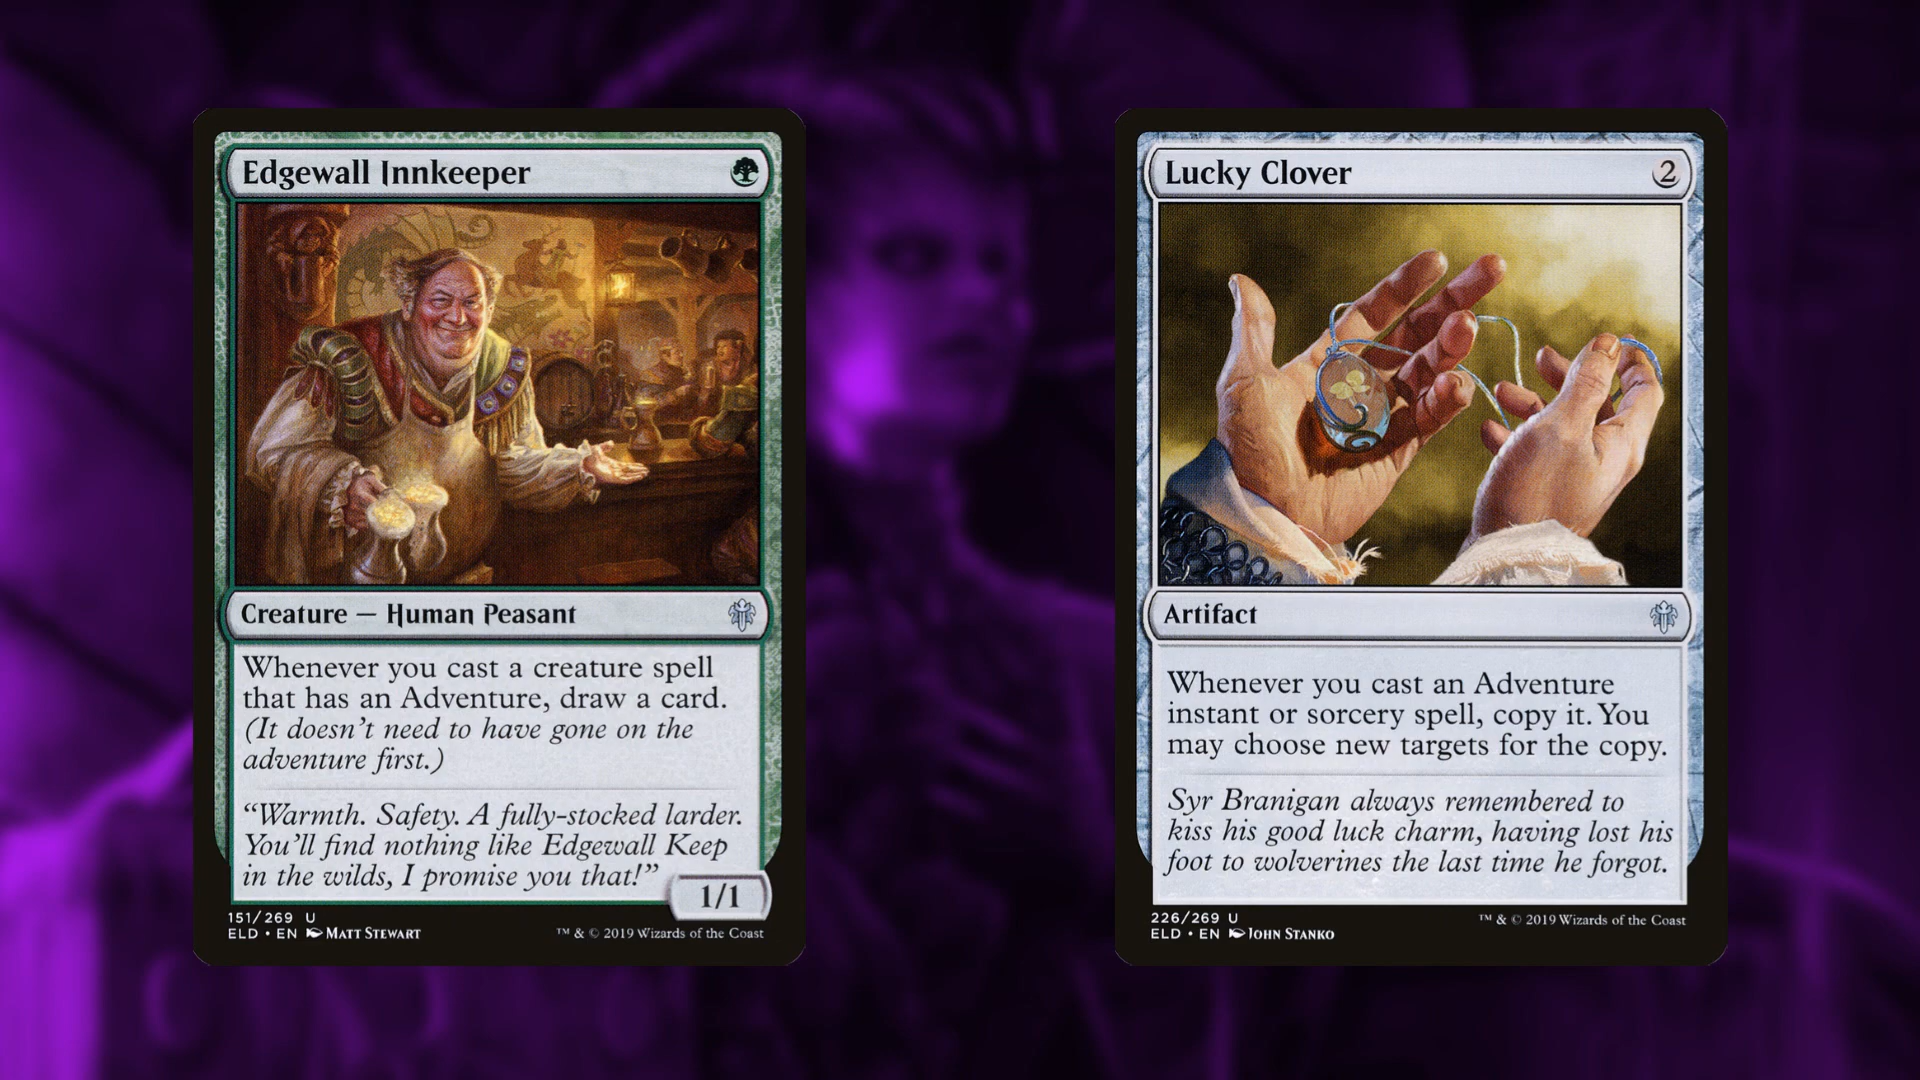 Edgewall Innkeeper
Creature — Human Peasant
Whenever you cast a creature spell
that has an Adventure, draw a card.
(It doesn’t need to have gone on the
adventure first.)
“Warmth. Safety. A fully-stocked larder.
You’ll find nothing like Edgewall Keep
in the wilds, I promise you that!”
1/1
151/269 U
ELD • EN MATT STEWART
™ & © 2019 Wizards of the Coast
Lucky Clover
2
Artifact
Whenever you cast an Adventure
instant or sorcery spell, copy it. You
may choose new targets for the copy.
Syr Branigan always remembered to
kiss his good luck charm, having lost his
foot to wolverines the last time he forgot.
226/269 U
ELD • EN JOHN STANKO
™ & © 2019 Wizards of the Coast